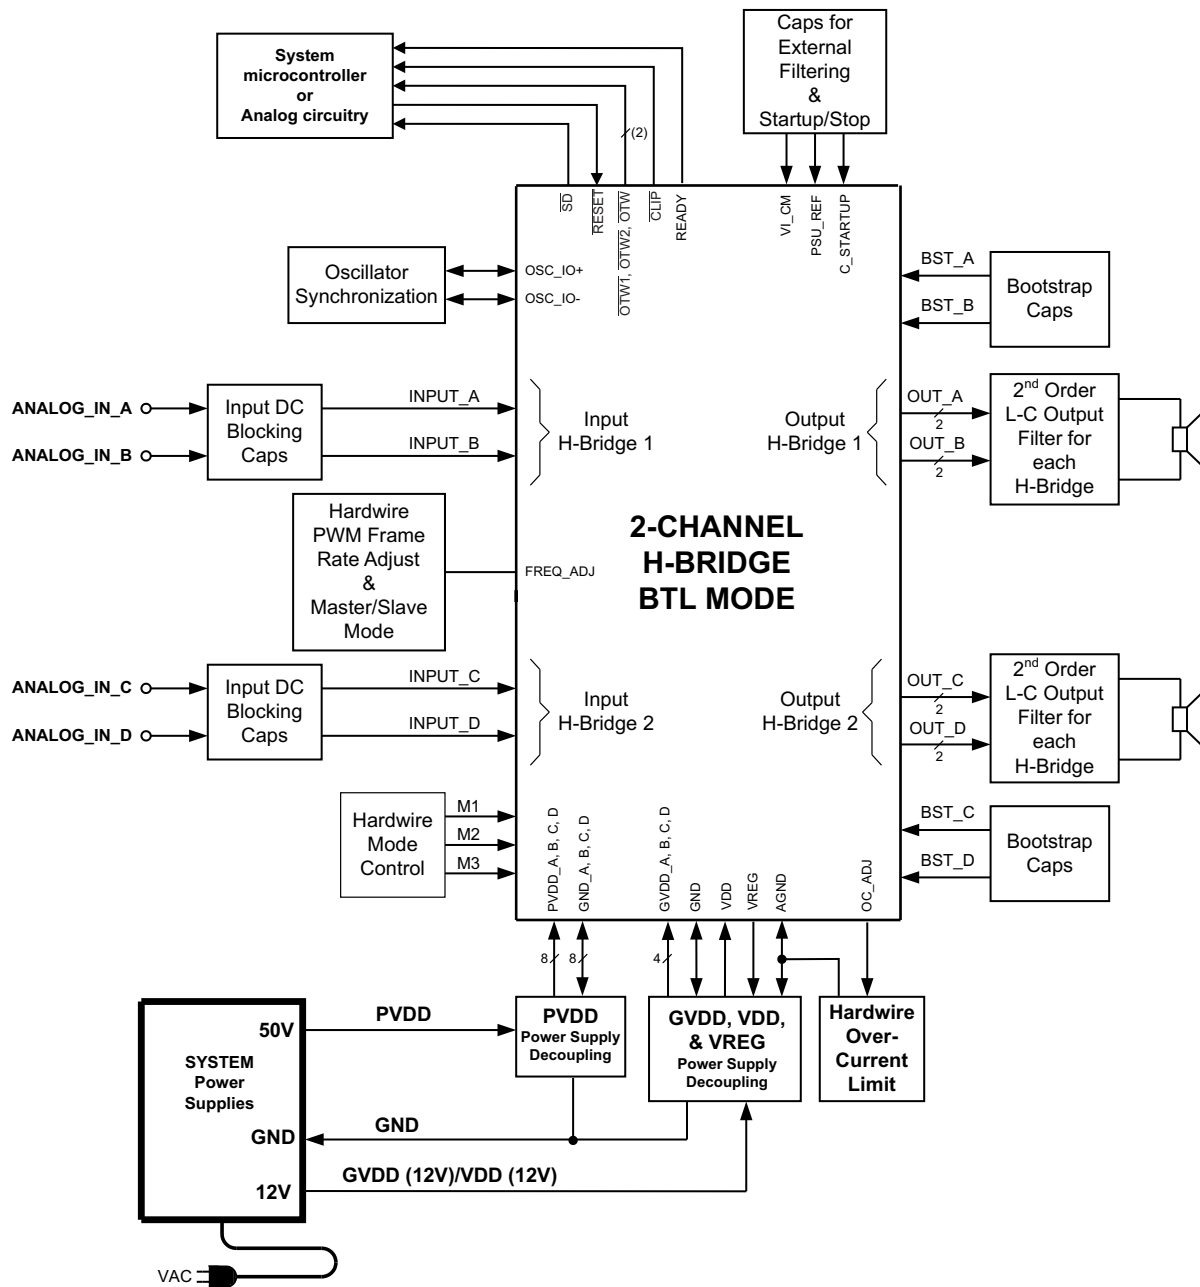 System
microcontroller
or
Analog circuitry
(2)
Caps for
External
Filtering
&
Startup/Stop
SD
RESET
OTW1, OTW2, OTW
CLIP
READY
VI_CM
PSU_REF
C_STARTUP
Oscillator
Synchronization
OSC_IO+
OSC_IO-
BST_A
BST_B
Bootstrap
Caps
ANALOG_IN_A
ANALOG_IN_B
Input DC
Blocking
Caps
INPUT_A
INPUT_B
Input
H-Bridge 1
Output
H-Bridge 1
OUT_A
2
OUT_B
2
2nd Order
L-C Output
Filter for
each
H-Bridge
Hardwire
PWM Frame
Rate Adjust
&
Master/Slave
Mode
FREQ_ADJ
2-CHANNEL
H-BRIDGE
BTL MODE
ANALOG_IN_C
ANALOG_IN_D
Input DC
Blocking
Caps
INPUT_C
INPUT_D
Input
H-Bridge 2
Output
H-Bridge 2
OUT_C
2
OUT_D
2
2nd Order
L-C Output
Filter for
each
H-Bridge
Hardwire
Mode
Control
M1
M2
M3
PVDD_A, B, C, D
GND_A, B, C, D
GVDD_A, B, C, D
GND
VDD
VREG
AGND
OC_ADJ
BST_C
BST_D
Bootstrap
Caps
8
8
4
PVDD
Power Supply
Decoupling
GVDD, VDD,
& VREG
Power Supply
Decoupling
Hardwire
Over-
Current
Limit
50V
SYSTEM
Power
Supplies
GND
12V
PVDD
GND
GVDD (12V)/VDD (12V)
VAC